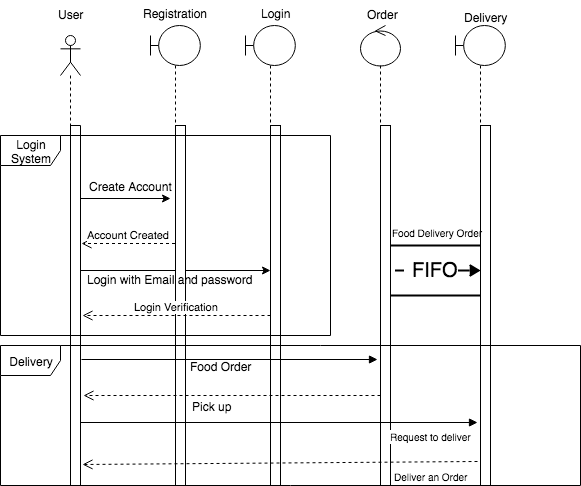 User
Registration
Login
Order
Delivery
Login
System
Create Account
Account Created
Food Delivery Order
- FIFO
Login with Email and password
Login Verification
Delivery
Food Order
Pick up
Request to deliver
Deliver an Order